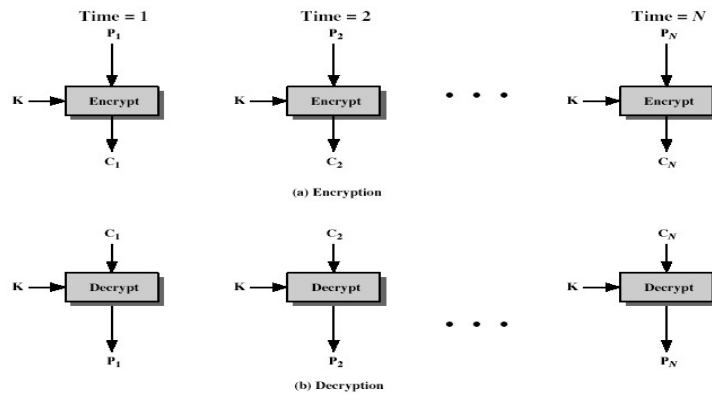 Time = 1 Time = 2 Time = N
P1 P2 PN
K Encrypt K Encrypt • • • K Encrypt
C1 C2 CN
(a) Encryption
C1 C2 CN
K Decrypt K Decrypt • • • K Decrypt
P1 P2 PN
(b) Decryption